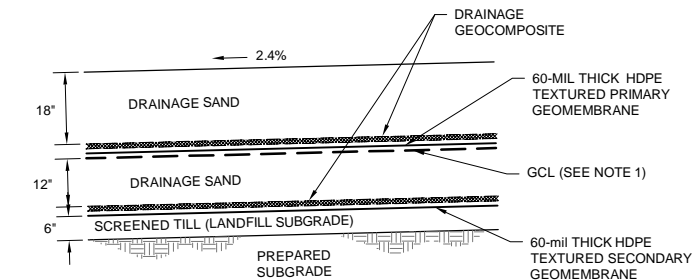 DRAINAGE
GEOCOMPOSITE
2.4%
60-MIL THICK HDPE
TEXTURED PRIMARY
GEOMEMBRANE
18"
DRAINAGE SAND
GCL (SEE NOTE 1)
12"
DRAINAGE SAND
6"
SCREENED TILL (LANDFILL SUBGRADE)
60-mil THICK HDPE
TEXTURED SECONDARY
GEOMEMBRANE
PREPARED
SUBGRADE